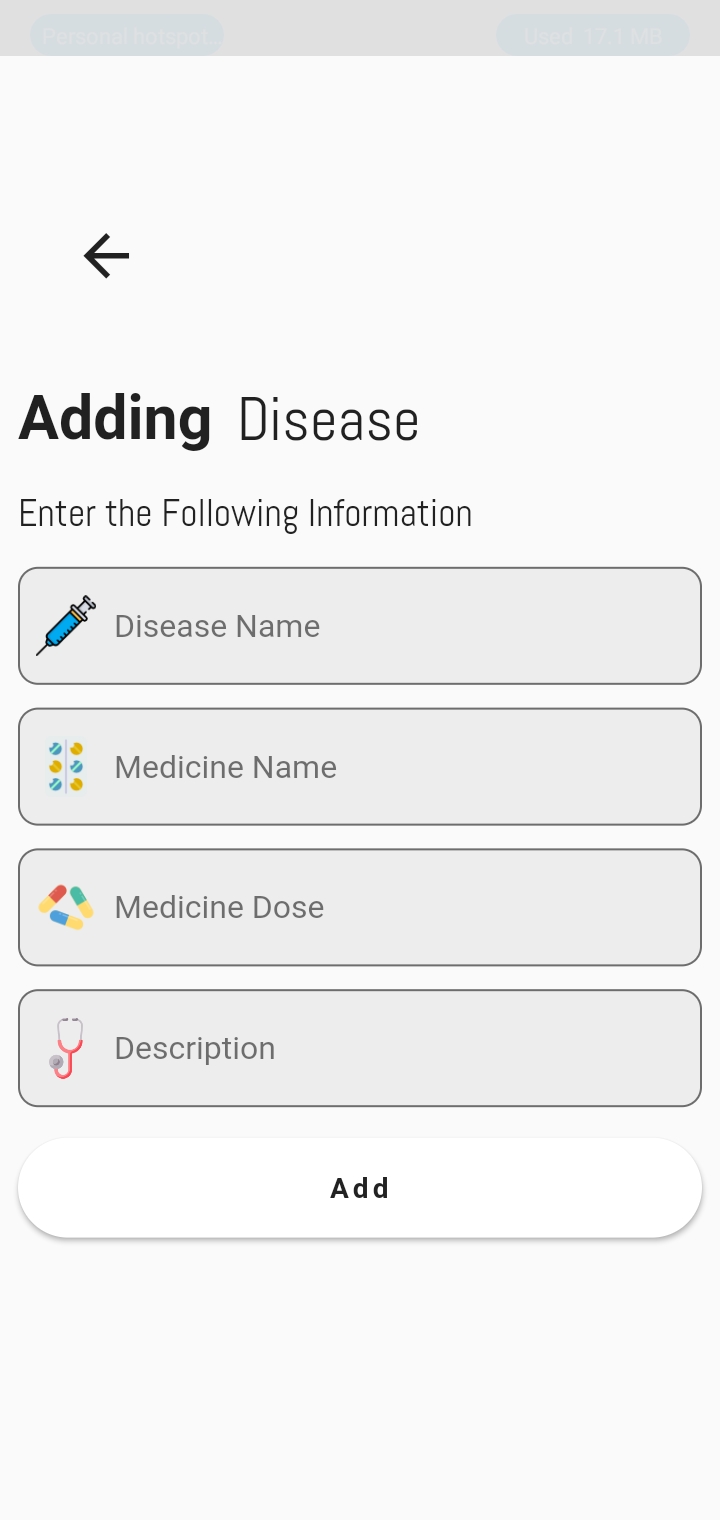 Personal hotspot... Used 17.1 MB
Adding Disease
Enter the Following Information
Disease Name
Medicine Name
Medicine Dose
Description
Add